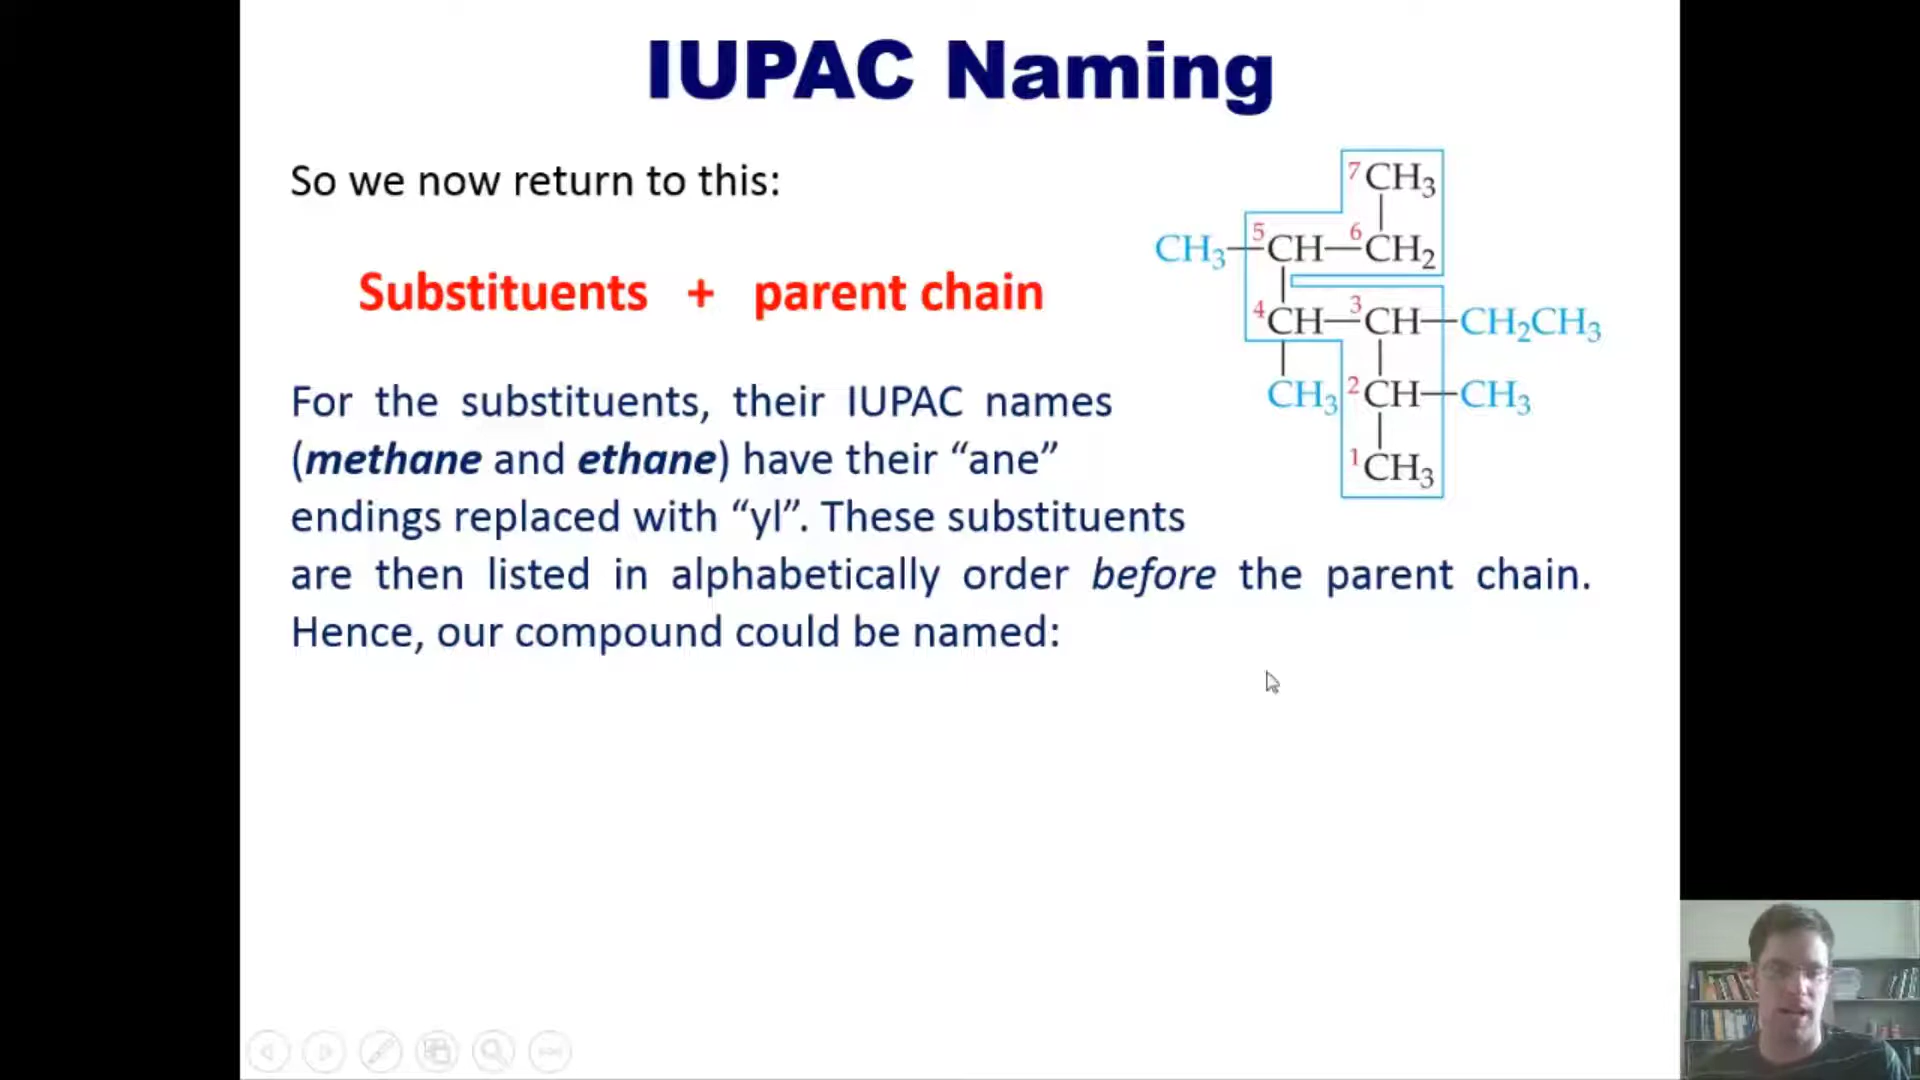 IUPAC Naming
So we now return to this:
Substituents + parent chain
7CH3
CH3—5CH—6CH2
4CH—3CH—CH2CH3
CH3 2CH—CH3
1CH3
For the substituents, their IUPAC names
(methane and ethane) have their “ane”
endings replaced with “yl”. These substituents
are then listed in alphabetically order before the parent chain.
Hence, our compound could be named: